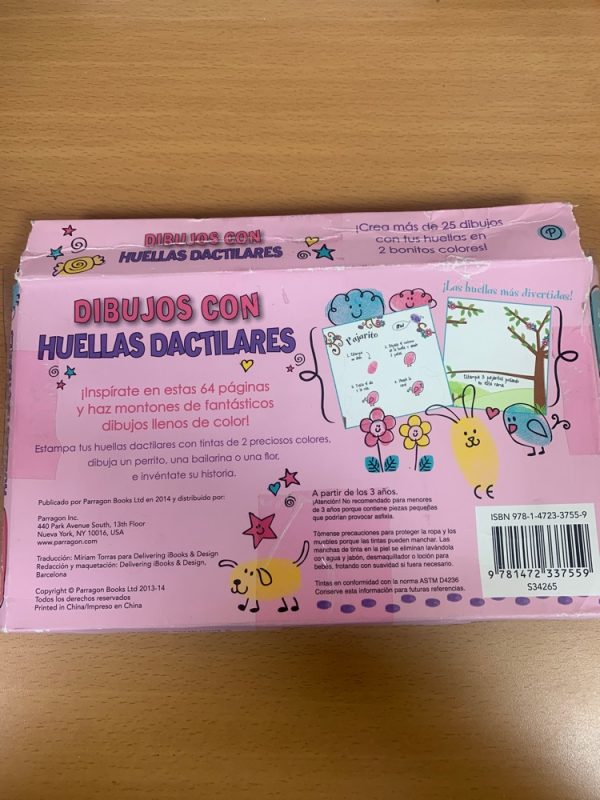 DIBUJOS CON
HUELLAS DACTILARES
¡Crea más de 25 dibujos
con tus huellas en
2 bonitos colores!
P
DIBUJOS CON
HUELLAS DACTILARES
¡Inspírate en estas 64 páginas
y haz montones de fantásticos
dibujos llenos de color!
Estampa tus huellas dactilares con tintas de 2 preciosos colores,
dibuja un perrito, una bailarina o una flor,
e invéntate su historia.
¡Las huellas más divertidas!
Pajarito
Estampa 3 pajaritos
en esta rama
Publicado por Parragon Books Ltd en 2014 y distribuido por:
Parragon Inc.
440 Park Avenue South, 13th Floor
Nueva York, NY 10016, USA
www.parragon.com
Traducción: Miriam Torras para Delivering iBooks & Design
Redacción y maquetación: Delivering iBooks & Design,
Barcelona
Copyright © Parragon Books Ltd 2013-14
Todos los derechos reservados
Printed in China/Impreso en China
A partir de los 3 años.
¡Atención! No recomendado para menores
de 3 años porque contiene piezas pequeñas
que podrían provocar asfixia.
Tómense precauciones para proteger la ropa y los
muebles porque las tintas pueden manchar. Las
manchas de tinta en la piel se eliminan lavándola
con agua y jabón, desmaquillador o loción para
bebés, frotando con suavidad si fuera necesario.
Tintas en conformidad con la norma ASTM D4236
Conserve esta información para futuras referencias.
CE
ISBN 978-1-4723-3755-9
9 781472 337559
S34265